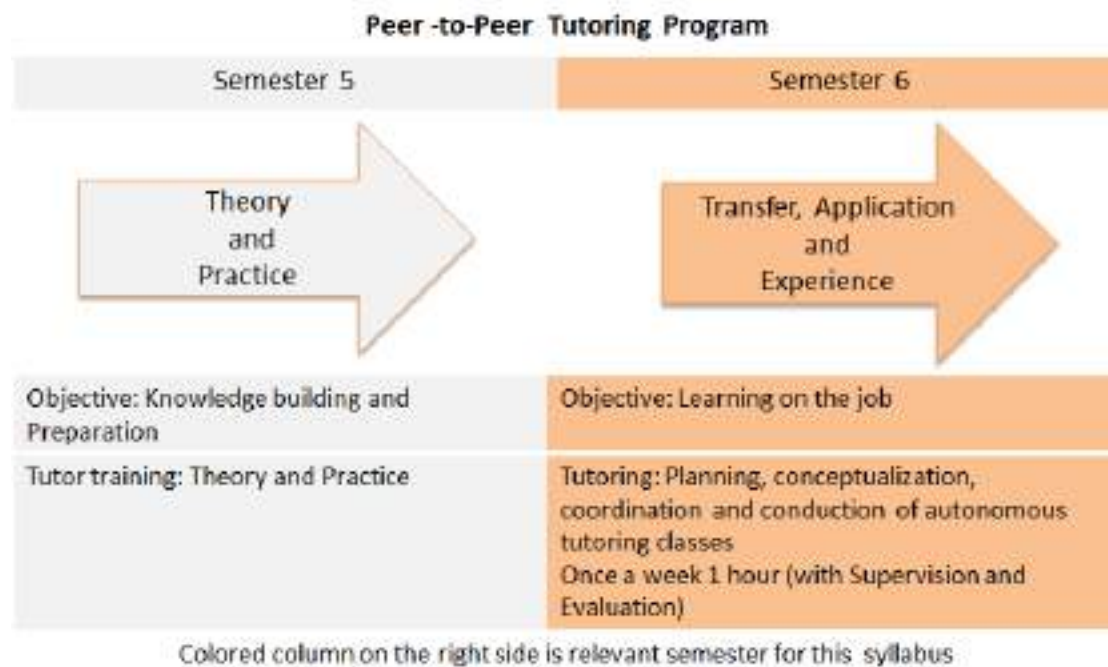 Peer -to-Peer Tutoring Program
Semester 5
Semester 6
Theory
and
Practice
Transfer, Application
and
Experience
Objective: Knowledge building and
Preparation
Objective: Learning on the job
Tutor training: Theory and Practice
Tutoring: Planning, conceptualization,
coordination and conduction of autonomous
tutoring classes
Once a week 1 hour (with Supervision and
Evaluation)
Colored column on the right side is relevant semester for this syllabus